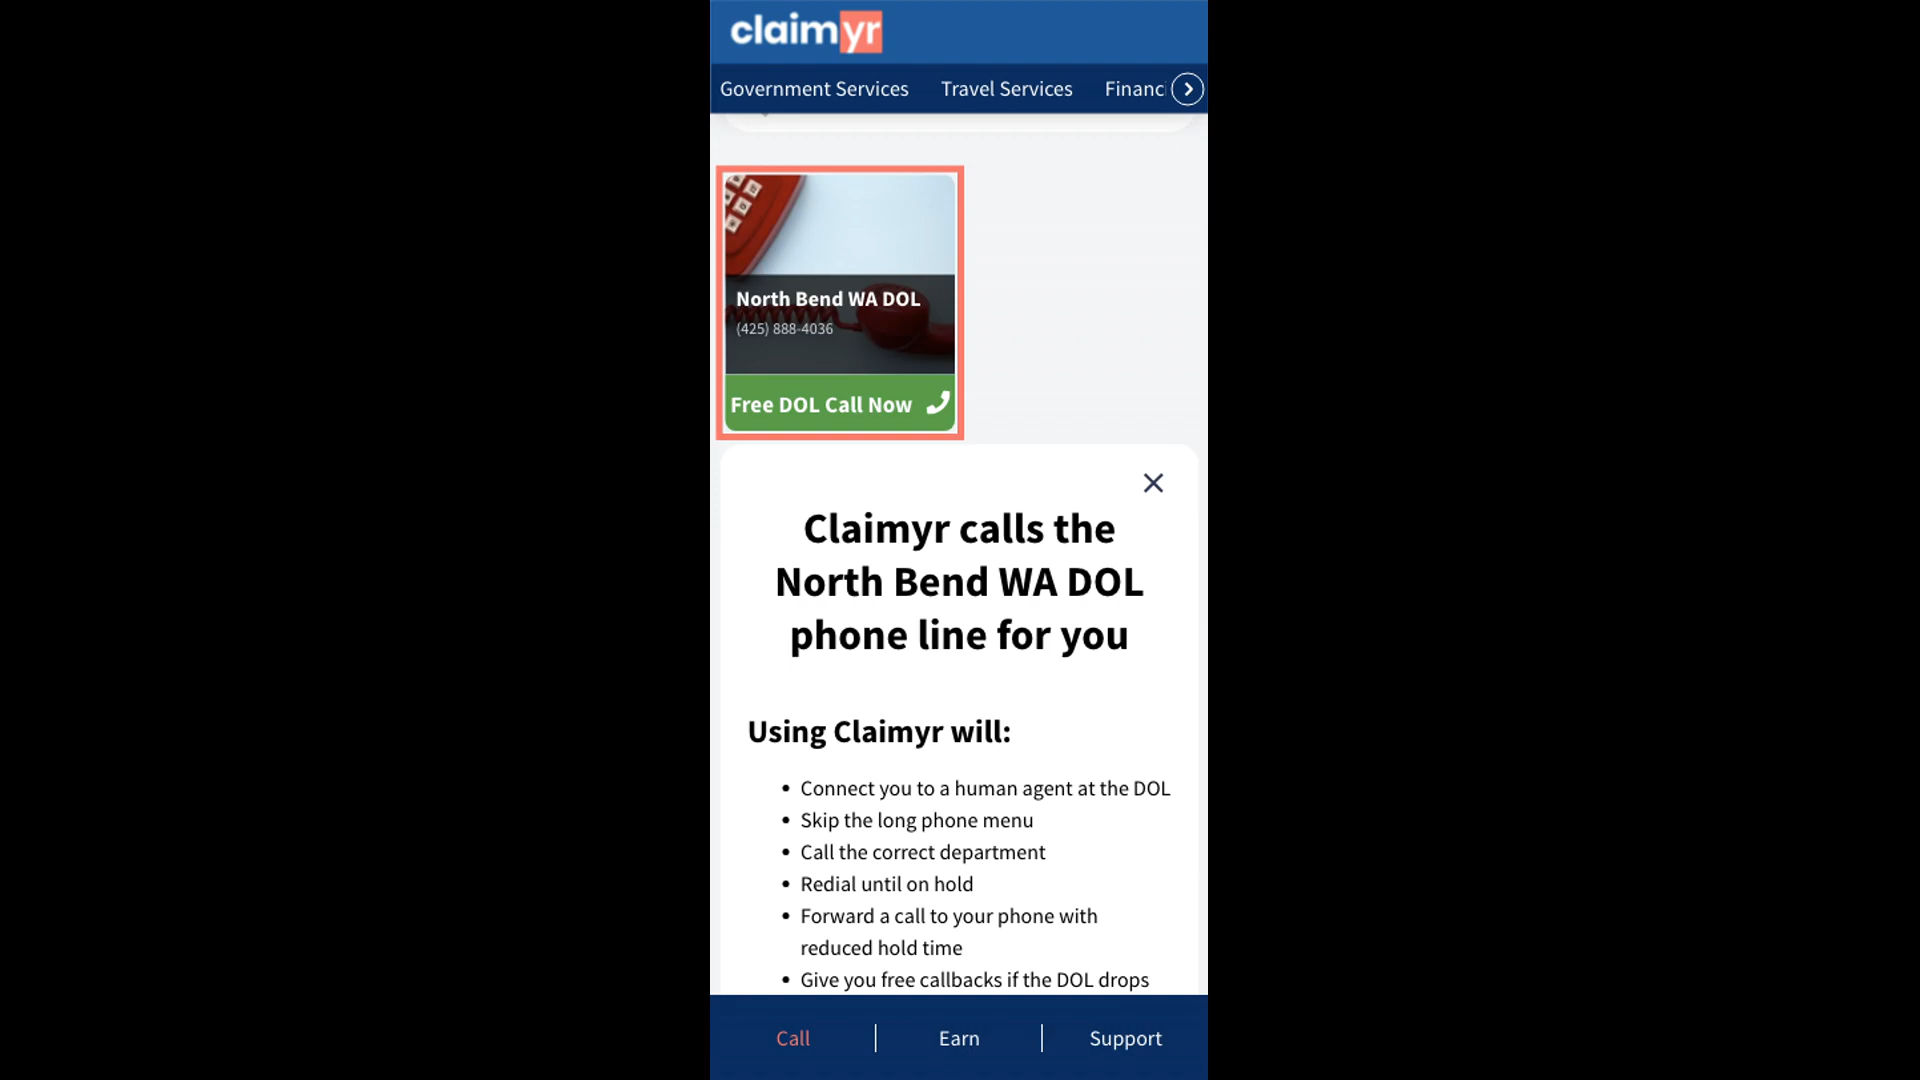 claimyr
Government Services Travel Services Financ
North Bend WA DOL
(425) 888-4036
Free DOL Call Now
Claimyr calls the
North Bend WA DOL
phone line for you
Using Claimyr will:
• Connect you to a human agent at the DOL
• Skip the long phone menu
• Call the correct department
• Redial until on hold
• Forward a call to your phone with
reduced hold time
• Give you free callbacks if the DOL drops
Call | Earn | Support